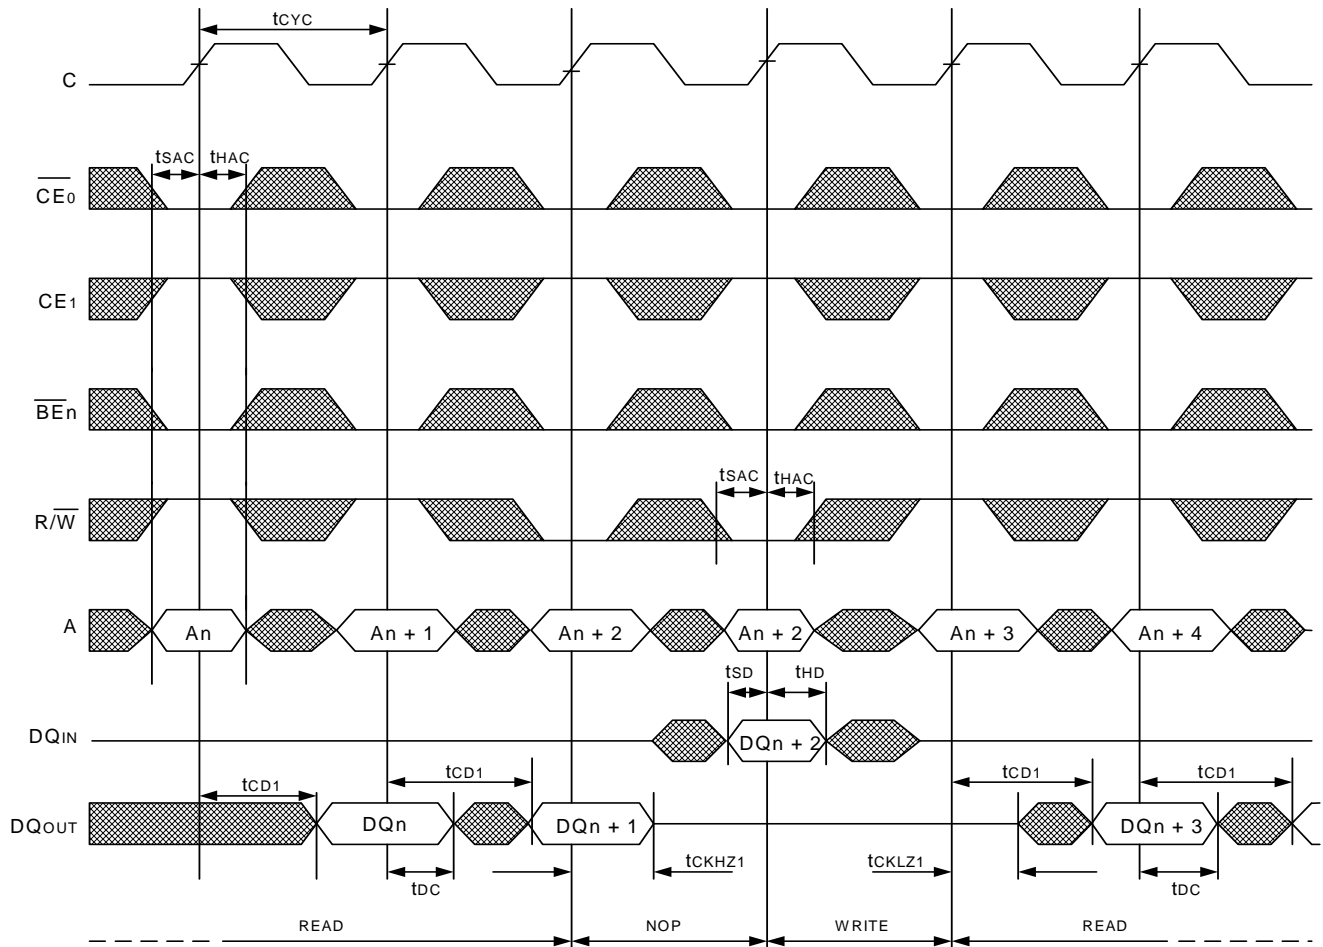 tCYC
C
tSAC tHAC
CE0
CE1
BEn
tSAC tHAC
R/W
A An An + 1 An + 2 An + 2 An + 3 An + 4
tSD tHD
DQIN DQn + 2
tCD1 tCD1 tCD1 tCD1
DQOUT DQn DQn + 1 DQn + 3
tDC tCKHZ1 tCKLZ1 tDC
READ NOP WRITE READ